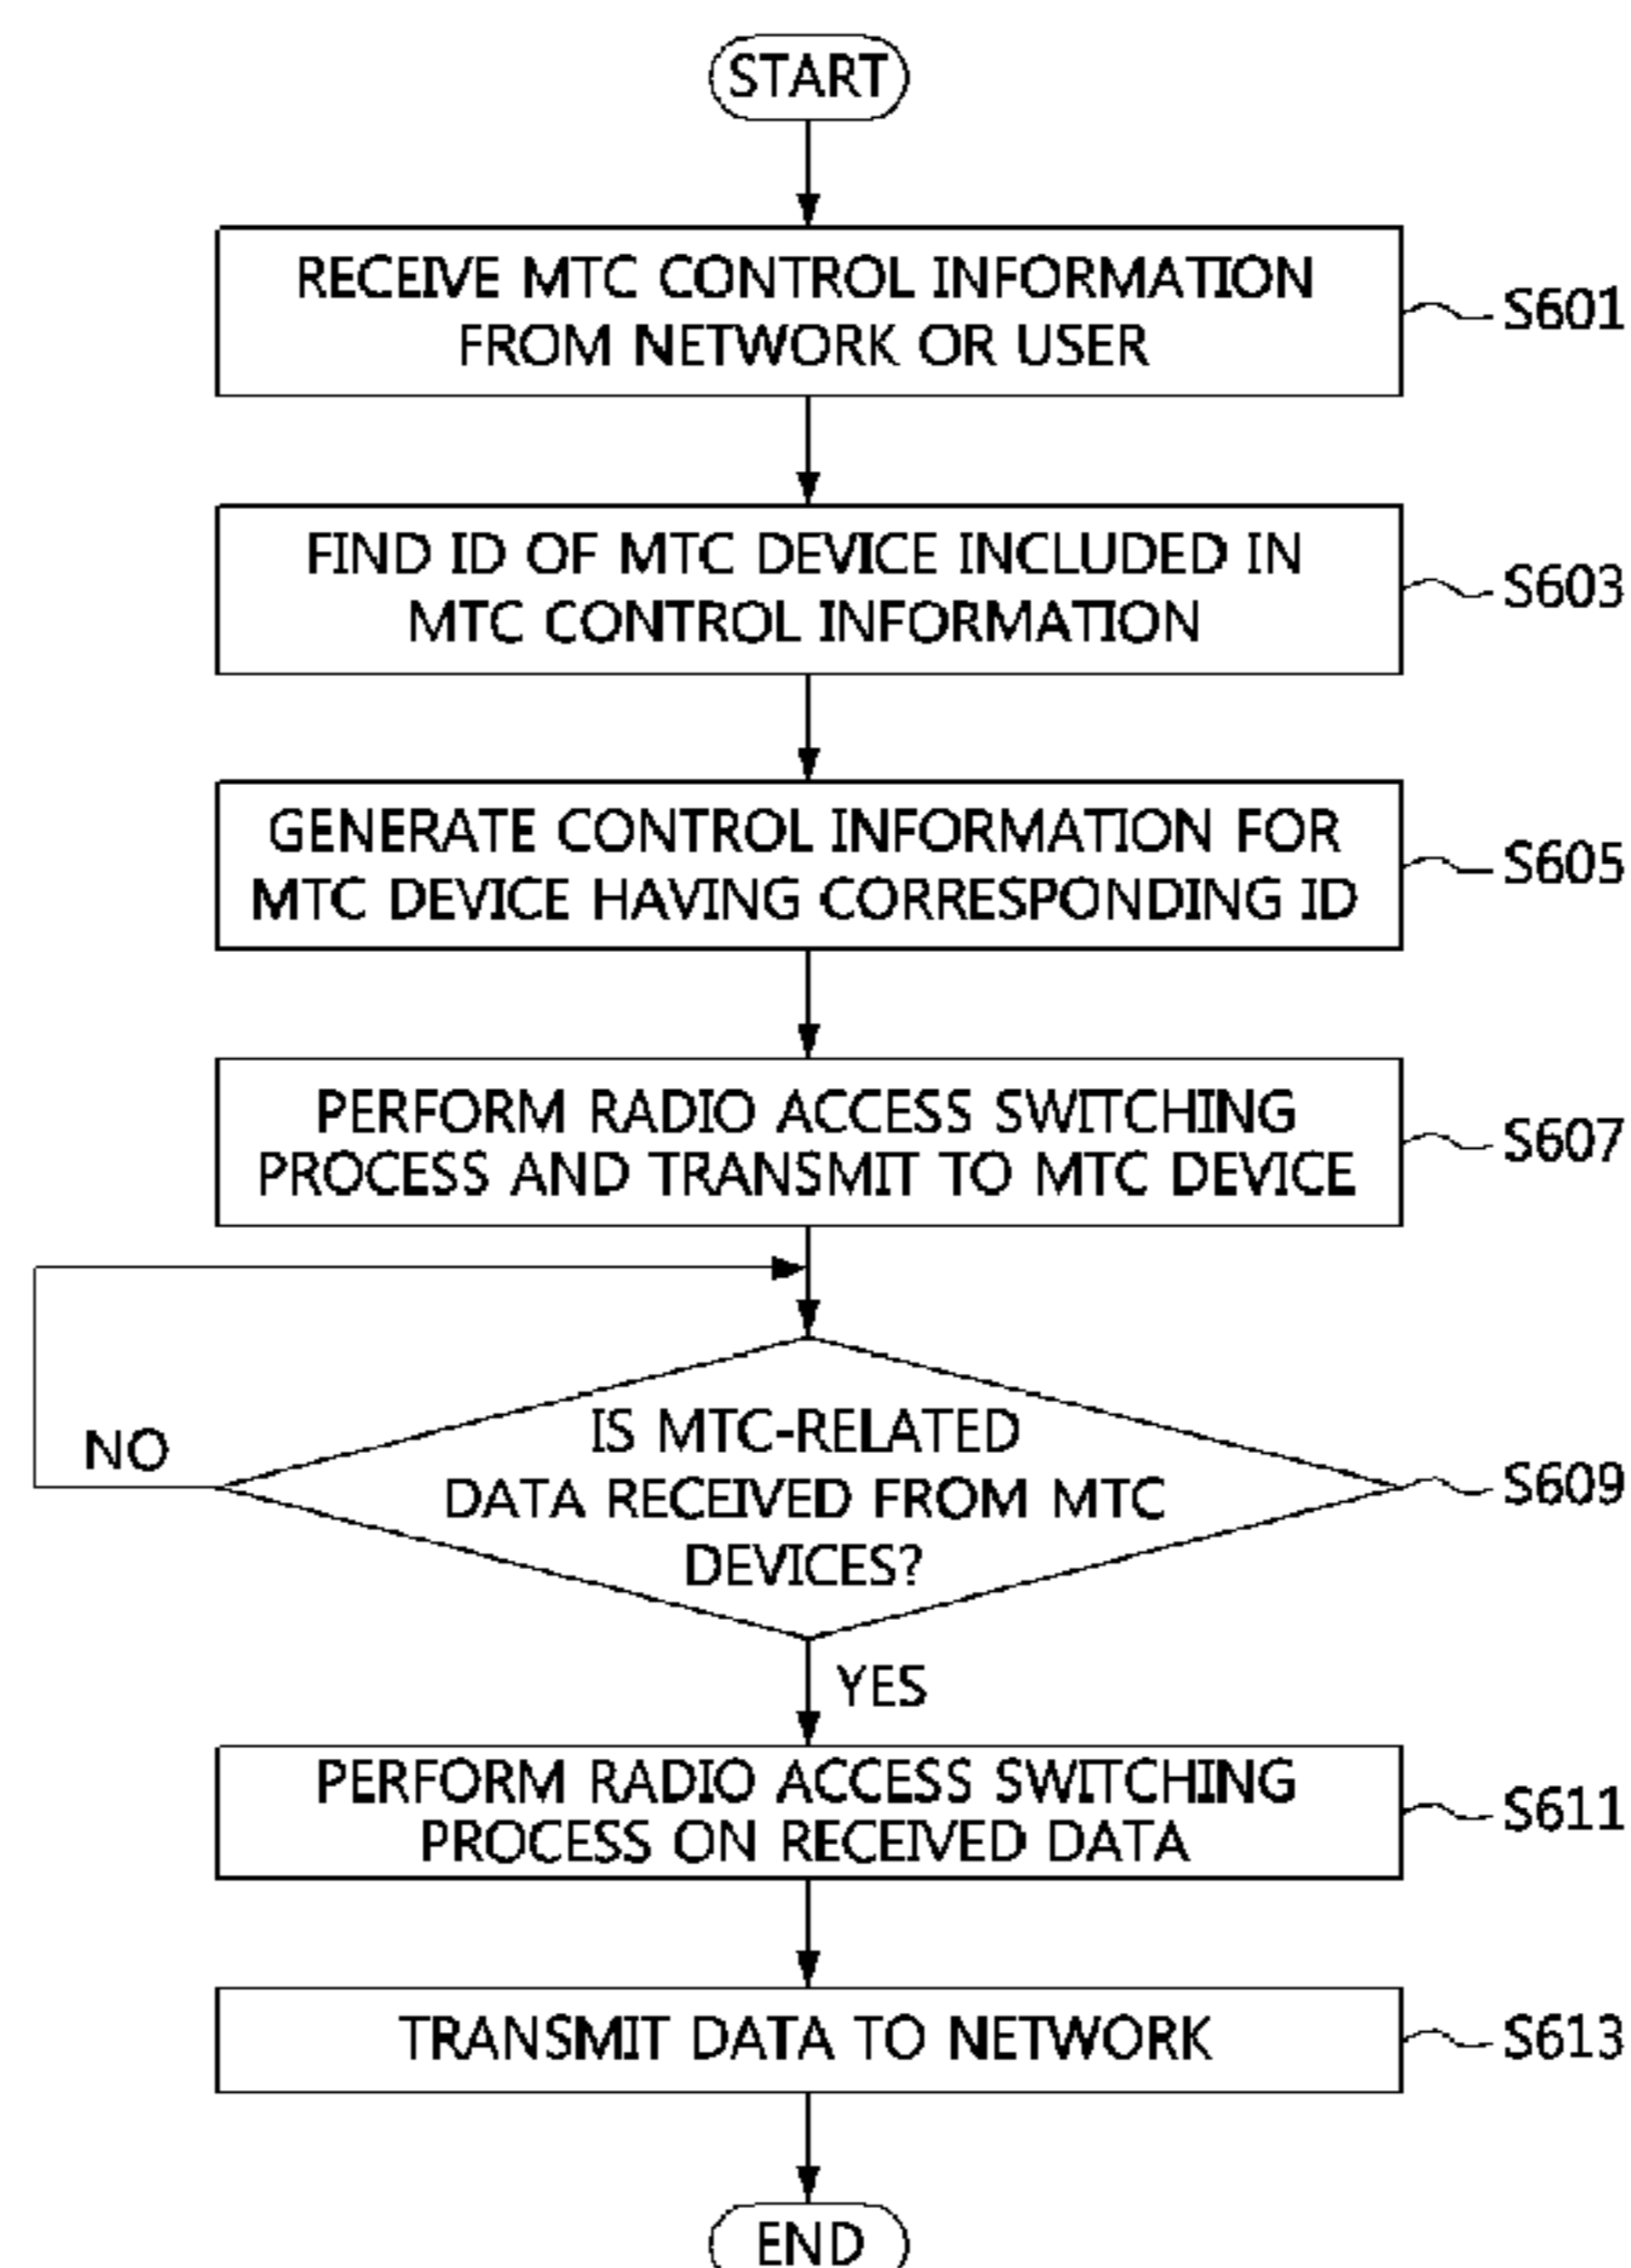 START
RECEIVE MTC CONTROL INFORMATION
FROM NETWORK OR USER
S601
FIND ID OF MTC DEVICE INCLUDED IN
MTC CONTROL INFORMATION
S603
GENERATE CONTROL INFORMATION FOR
MTC DEVICE HAVING CORRESPONDING ID
S605
PERFORM RADIO ACCESS SWITCHING
PROCESS AND TRANSMIT TO MTC DEVICE
S607
IS MTC-RELATED
DATA RECEIVED FROM MTC
DEVICES?
S609
NO
YES
PERFORM RADIO ACCESS SWITCHING
PROCESS ON RECEIVED DATA
S611
TRANSMIT DATA TO NETWORK
S613
END